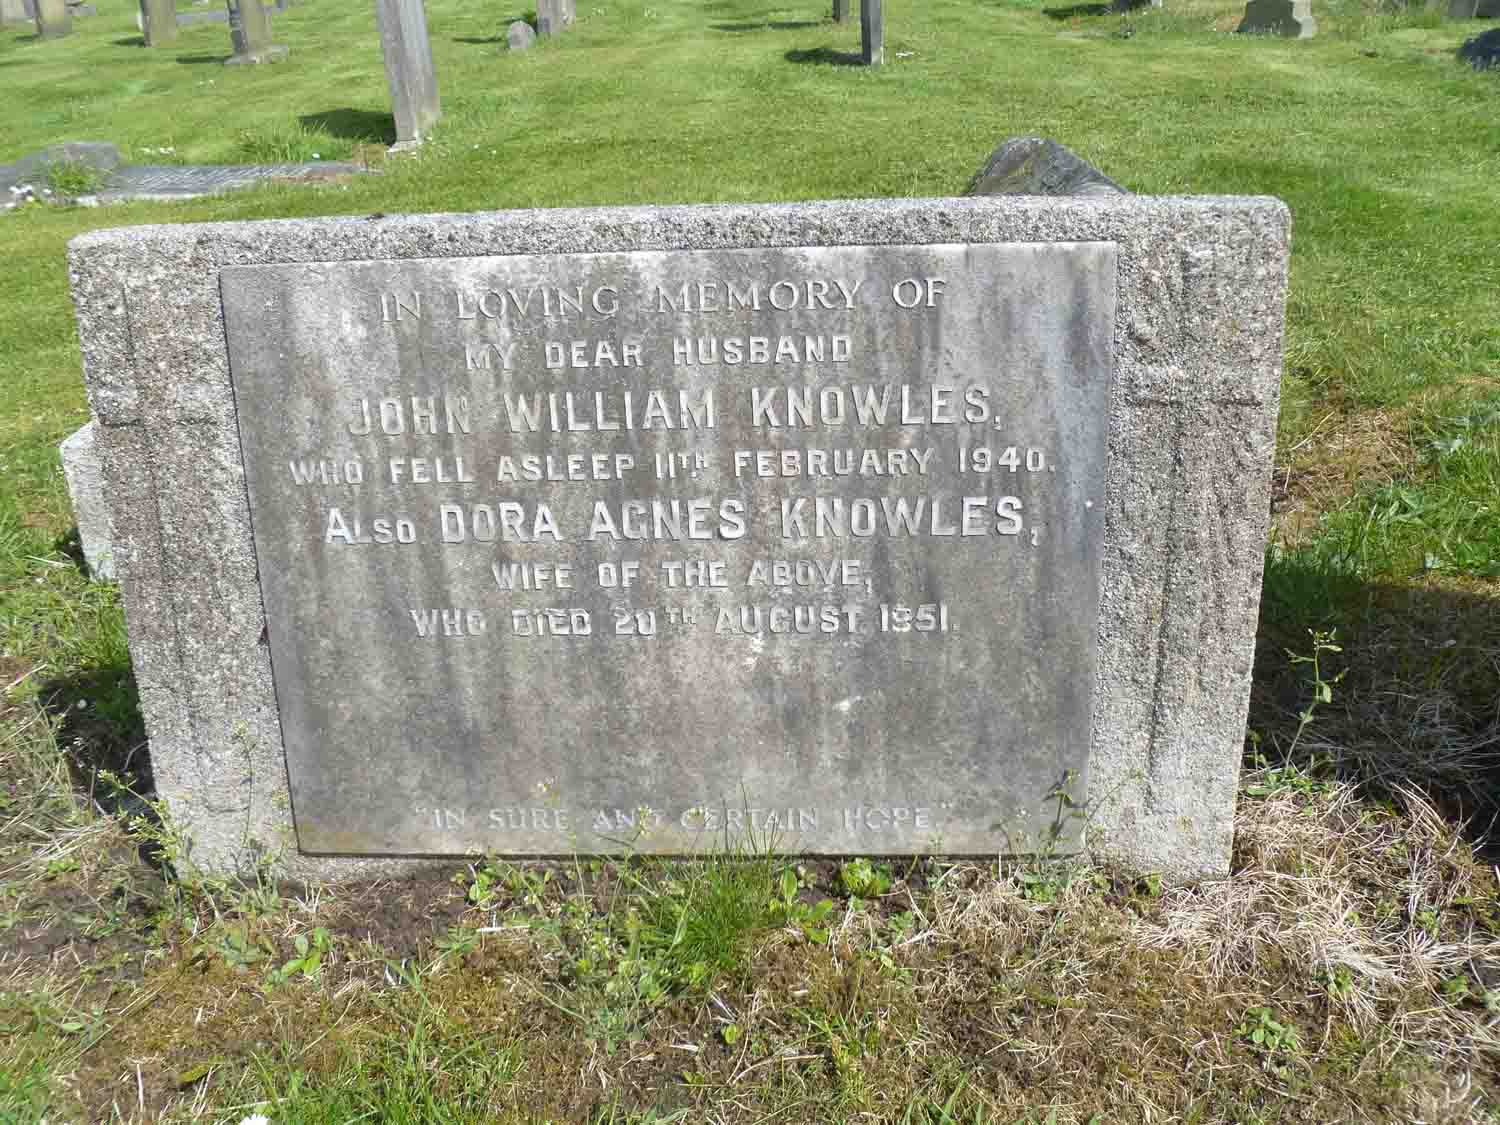 IN LOVING MEMORY OF
MY DEAR HUSBAND
JOHN WILLIAM KNOWLES,
WHO FELL ASLEEP 11TH FEBRUARY 1940.
ALSO DORA AGNES KNOWLES,
WIFE OF THE ABOVE,
WHO DIED 20TH AUGUST 1951.
"IN SURE AND CERTAIN HOPE."